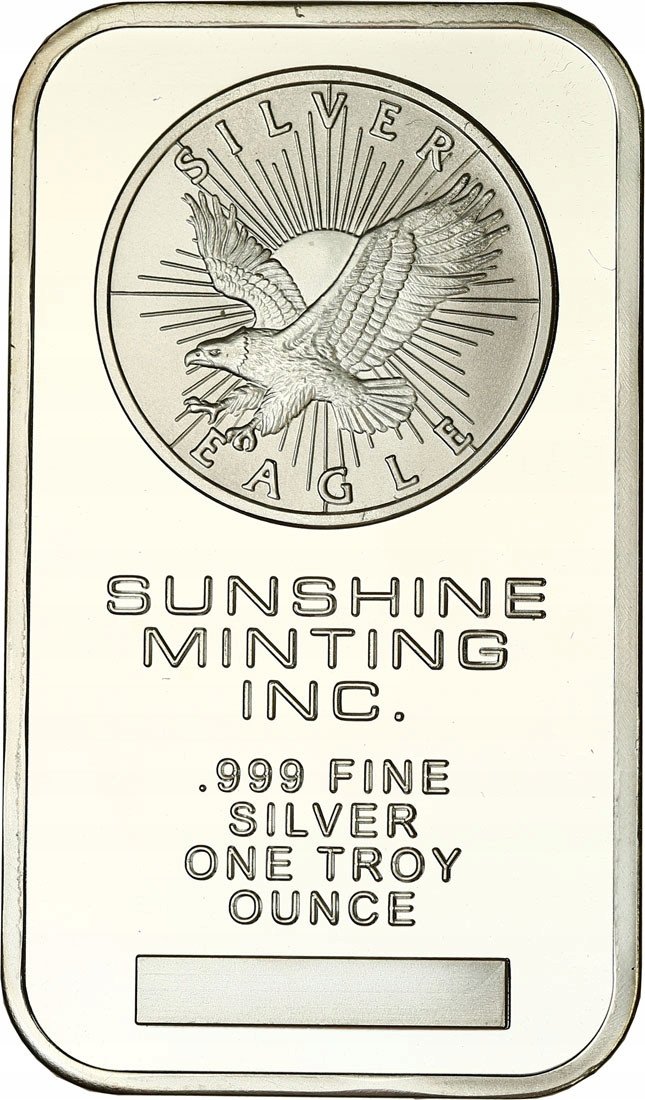 SILVER
EAGLE
SUNSHINE
MINTING
INC.
.999 FINE
SILVER
ONE TROY
OUNCE